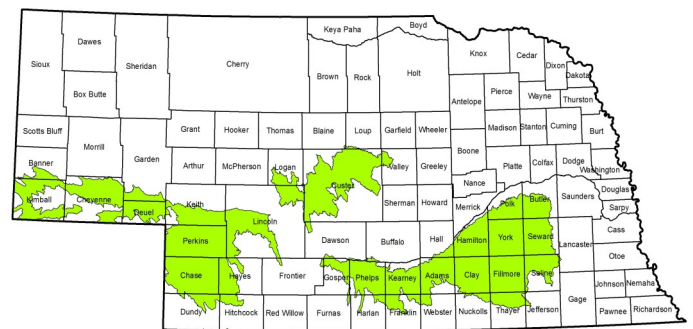 Keya Paha
Boyd
Dawes
Sioux
Sheridan
Cherry
Brown
Rock
Holt
Knox
Cedar
Dixon
Dakota
Box Butte
Antelope
Pierce
Wayne
Thurston
Scotts Bluff
Grant
Hooker
Thomas
Blaine
Loup
Garfield
Wheeler
Madison
Stanton
Cuming
Burt
Banner
Morrill
Garden
Arthur
McPherson
Logan
Custer
Valley
Greeley
Boone
Platte
Colfax
Dodge
Washington
Nance
Kimball
Cheyenne
Deuel
Keith
Lincoln
Sherman
Howard
Merrick
Polk
Butler
Saunders
Douglas
Sarpy
Perkins
Dawson
Buffalo
Hall
Hamilton
York
Seward
Lancaster
Cass
Otoe
Chase
Hayes
Frontier
Gosper
Phelps
Kearney
Adams
Clay
Fillmore
Saline
Johnson
Nemaha
Dundy
Hitchcock
Red Willow
Furnas
Harlan
Franklin
Webster
Nuckolls
Thayer
Jefferson
Gage
Pawnee
Richardson